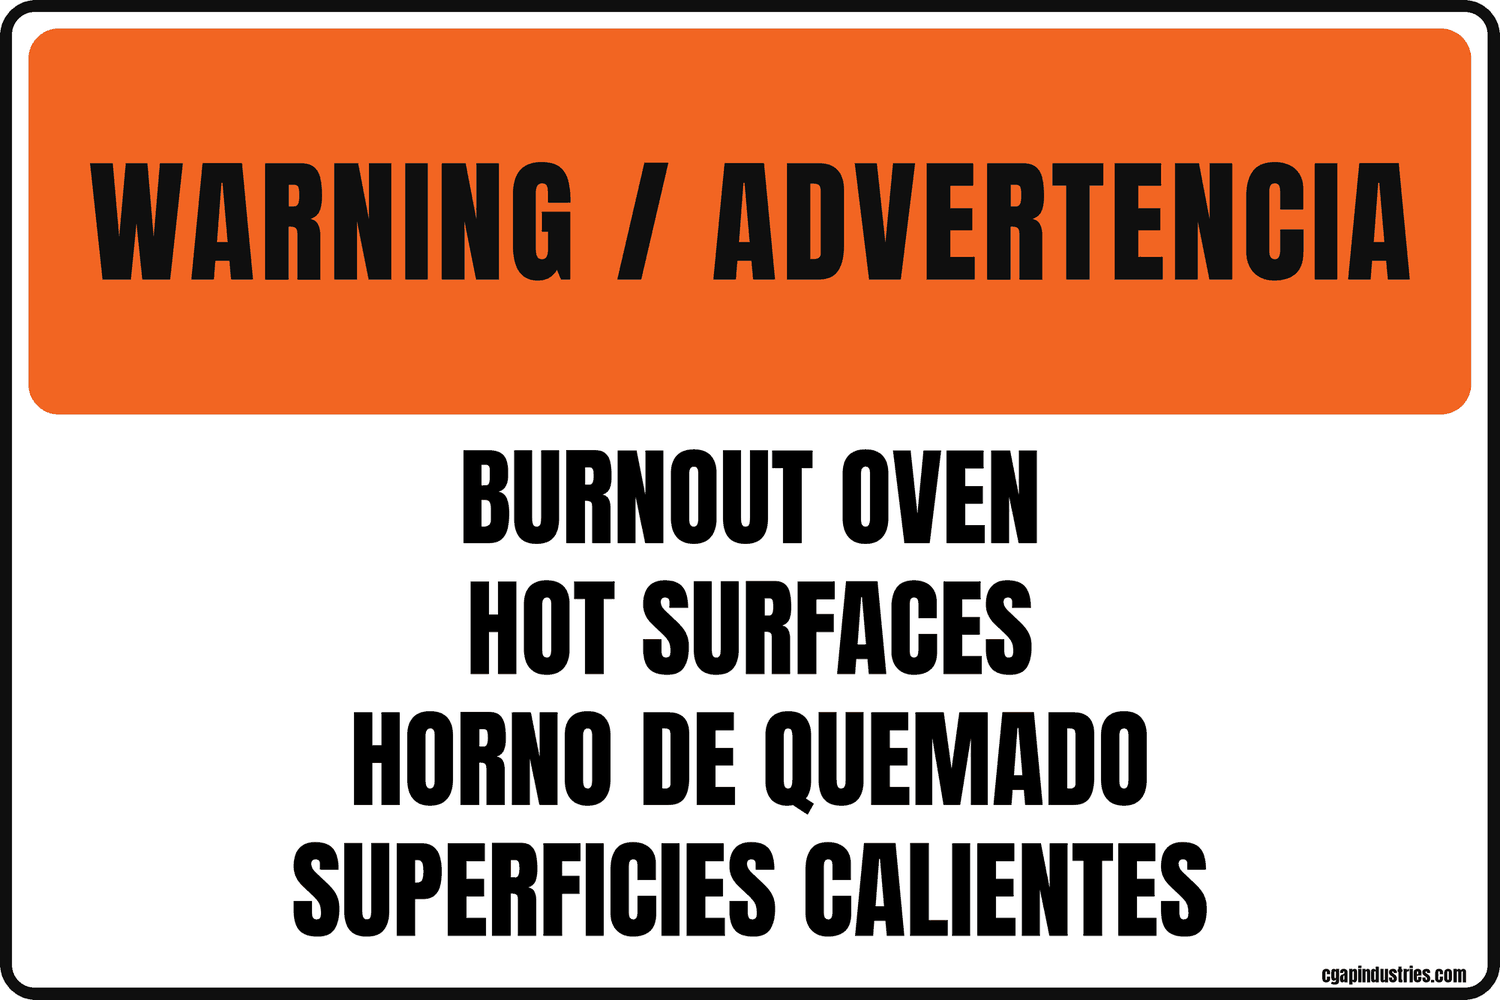 WARNING / ADVERTENCIA
BURNOUT OVEN
HOT SURFACES
HORNO DE QUEMADO
SUPERFICIES CALIENTES
cgapindustries.com